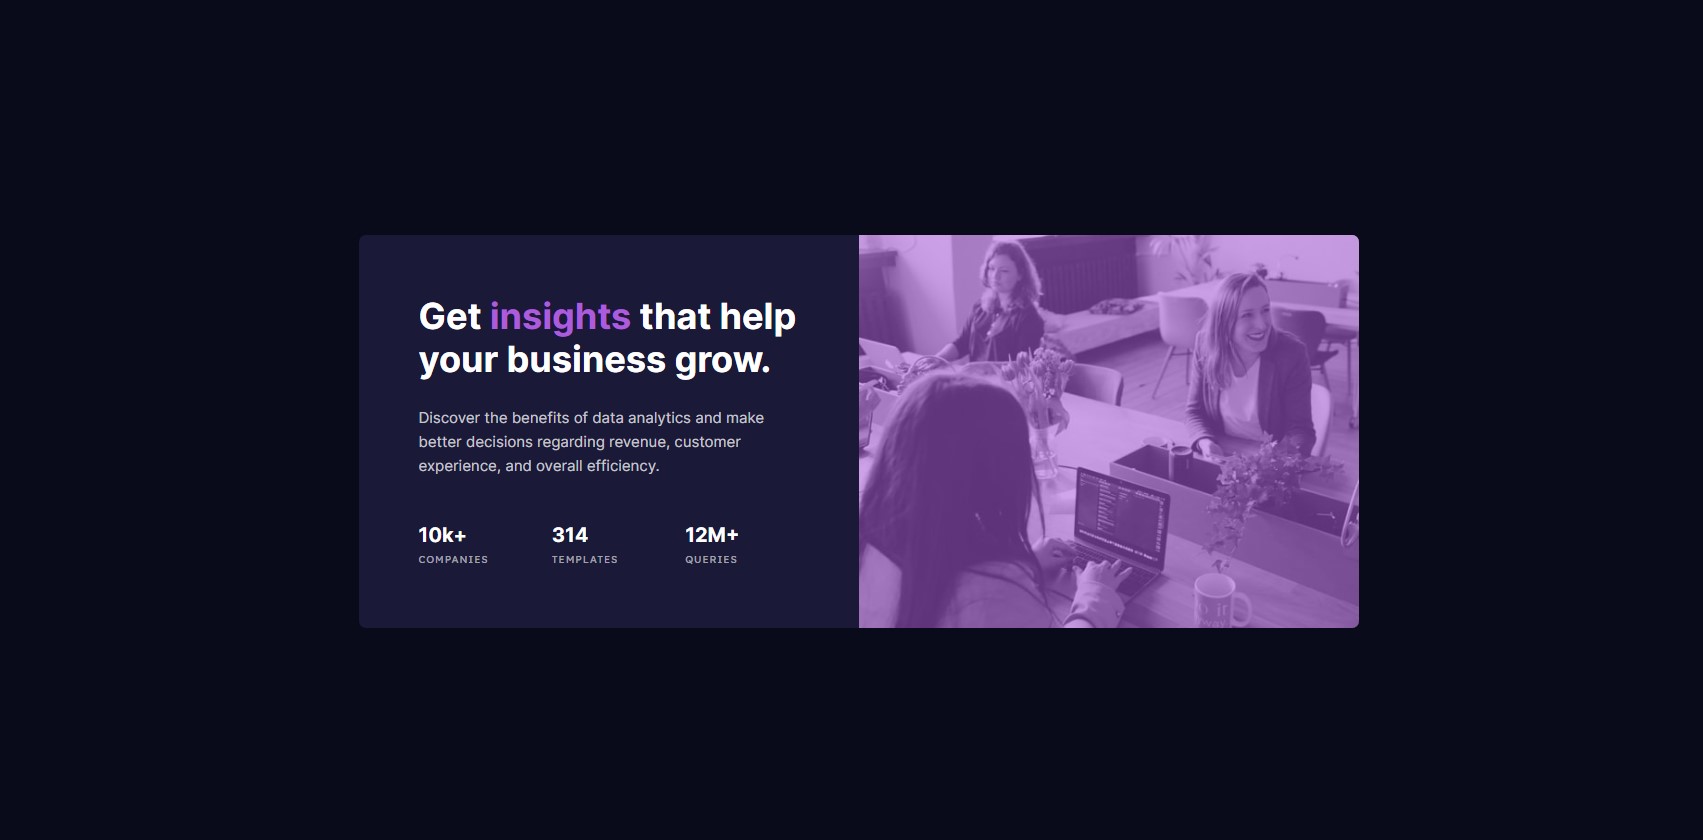 Get insights that help
your business grow.
Discover the benefits of data analytics and make
better decisions regarding revenue, customer
experience, and overall efficiency.
10k+ 314 12M+
COMPANIES TEMPLATES QUERIES